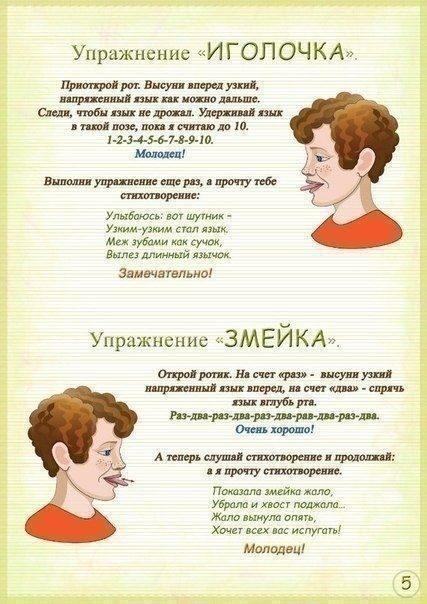 Упражнение «ИГОЛОЧКА».
Приоткрой рот. Высуни вперед узкий,
напряженный язык как можно дальше.
Следи, чтобы язык не дрожал. Удерживай язык
в такой позе, пока я считаю до 10.
1-2-3-4-5-6-7-8-9-10.
Молодец!
Выполни упражнение еще раз, а прочту тебе
стихотворение:
Улыбаюсь: вот шутник –
Узким-узким стал язык.
Меж зубами как сучок,
Вылез длинный язычок.
Замечательно!
Упражнение «ЗМЕЙКА».
Открой ротик. На счет «раз» - высуни узкий
напряженный язык вперед, на счет «два» - спрячь
язык вглубь рта.
Раз-два-раз-два-раз-два-рав-два-раз-два.
Очень хорошо!
А теперь слушай стихотворение и продолжай:
а я прочту стихотворение.
Показала змейка жало,
Убрала и хвост поджала...
Жало вынула опять,
Хочет всех вас испугать!
Молодец!
5